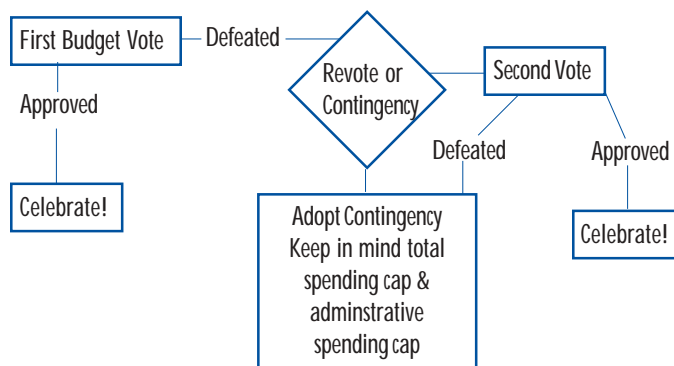 First Budget Vote
Defeated
Revote or
Contingency
Second Vote
Approved
Defeated
Approved
Celebrate!
Adopt Contingency
Keep in mind total
spending cap &
adminstrative
spending cap
Celebrate!